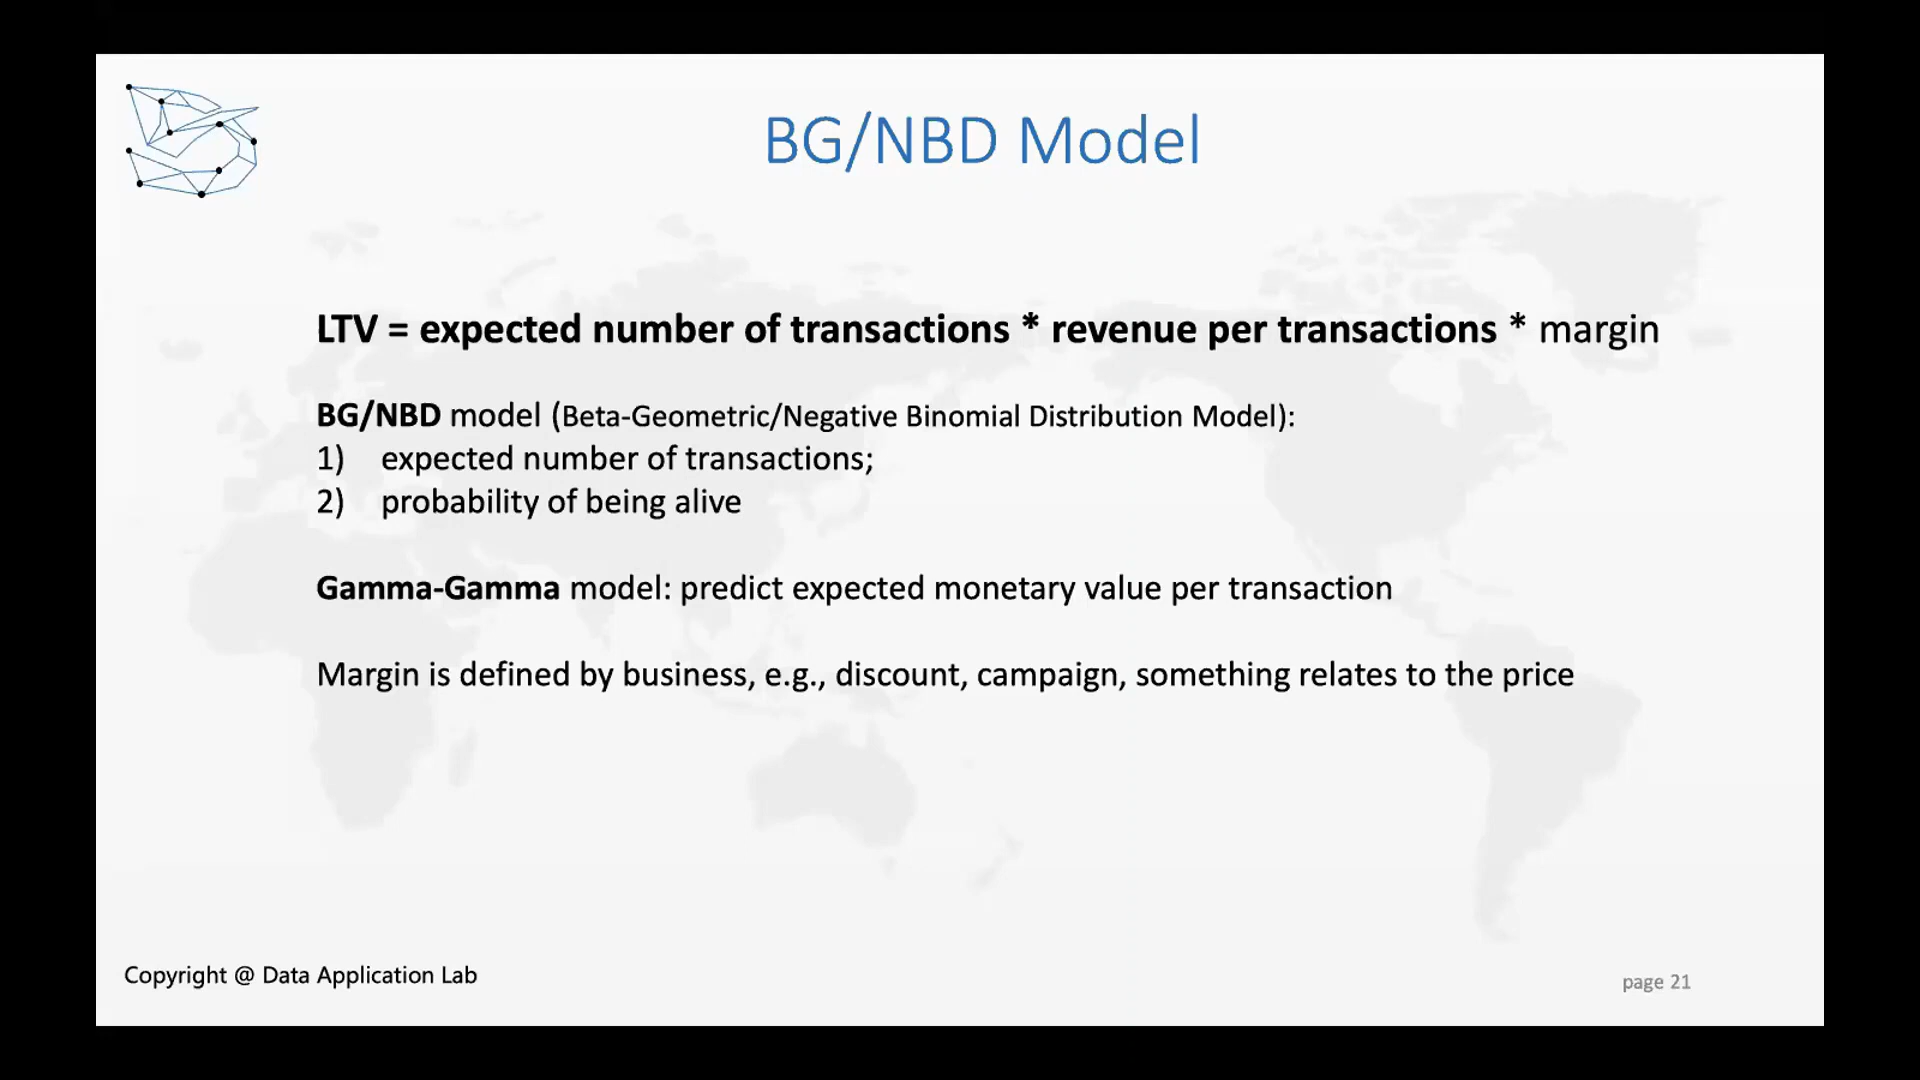 BG/NBD Model
LTV = expected number of transactions * revenue per transactions * margin
BG/NBD model (Beta-Geometric/Negative Binomial Distribution Model):
1) expected number of transactions;
2) probability of being alive
Gamma-Gamma model: predict expected monetary value per transaction
Margin is defined by business, e.g., discount, campaign, something relates to the price
Copyright @ Data Application Lab
page 21